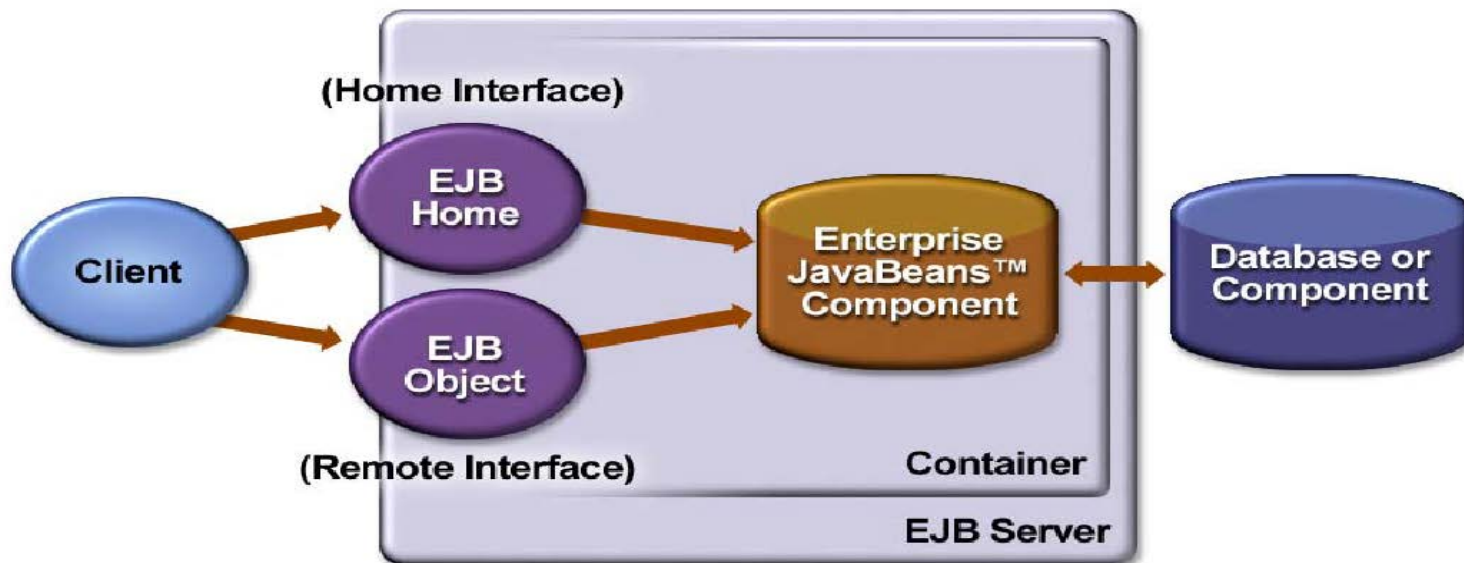 (Home Interface)
EJB
Home
Client
EJB
Object
(Remote Interface)
Enterprise
JavaBeans™
Component
Database or
Component
Container
EJB Server